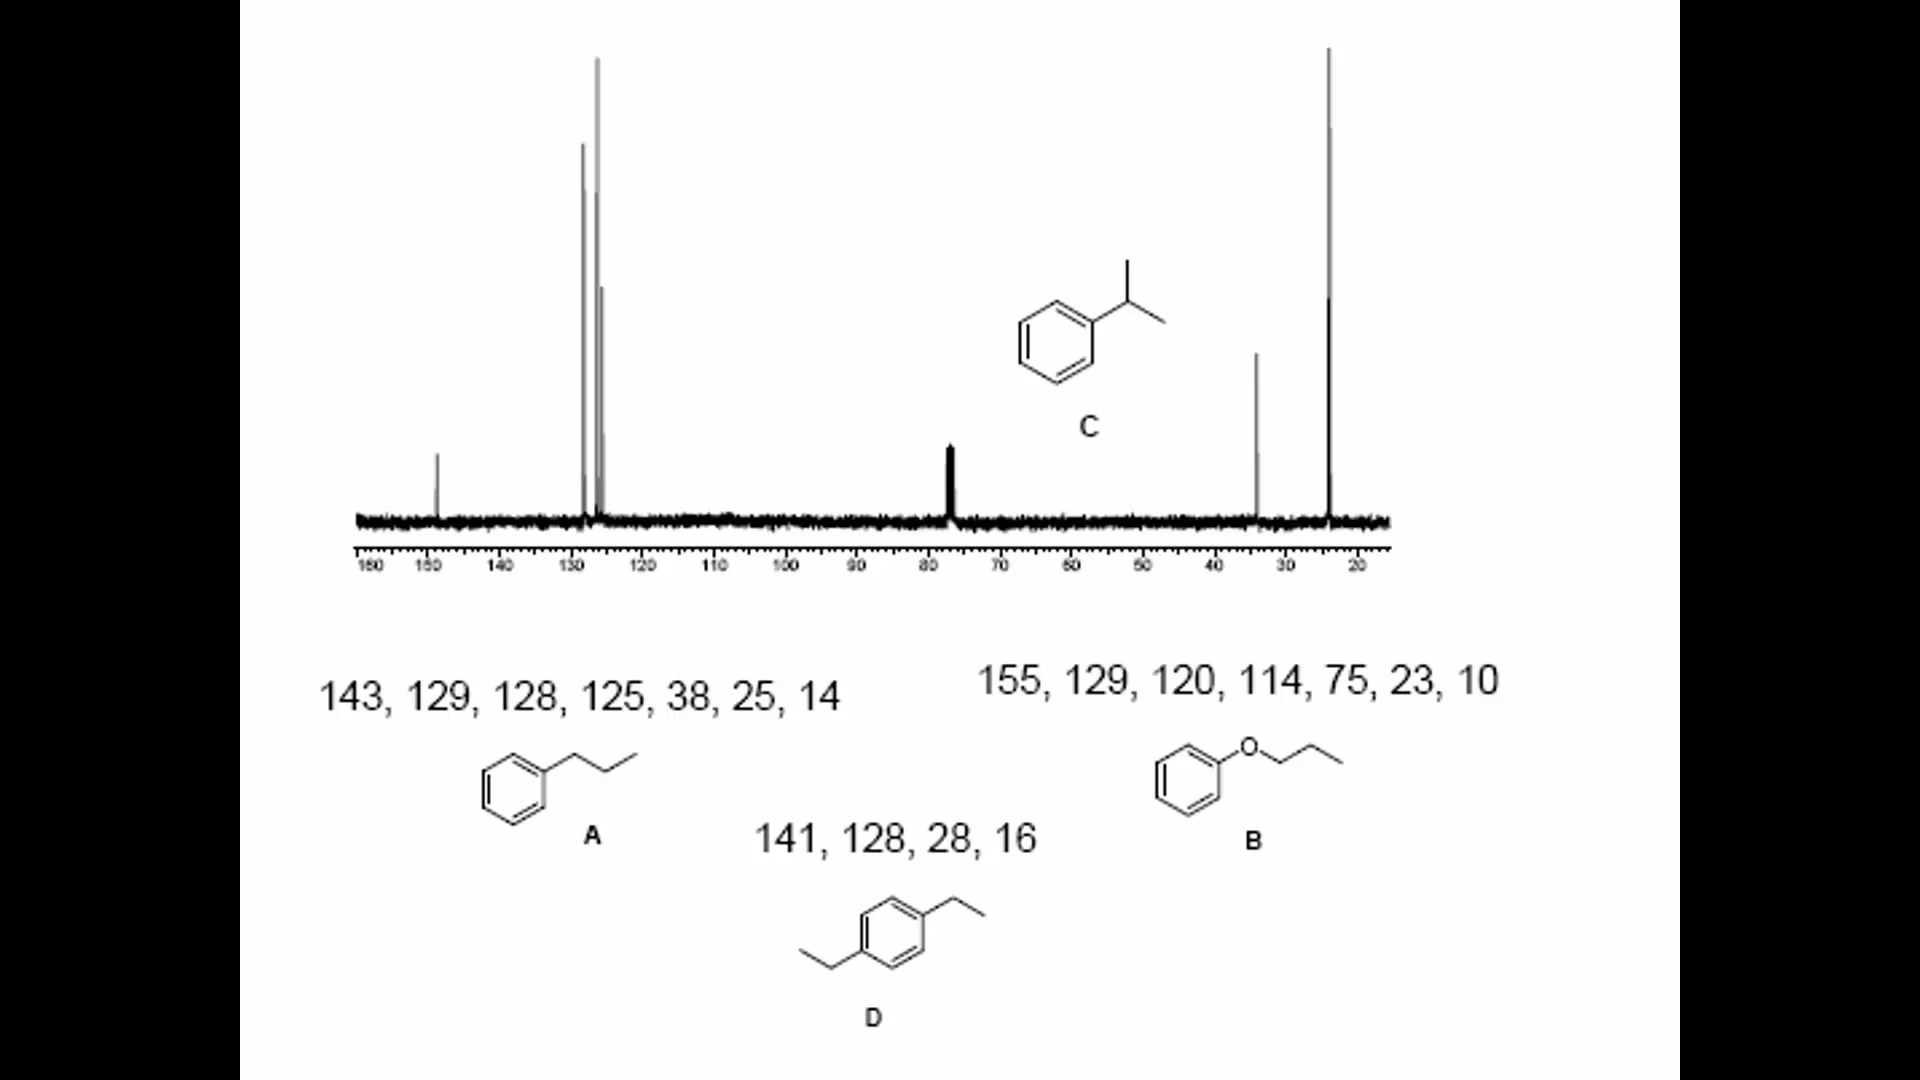 C
160 150 140 130 120 110 100 90 80 70 60 50 40 30 20
143, 129, 128, 125, 38, 25, 14
155, 129, 120, 114, 75, 23, 10
O
A
B
141, 128, 28, 16
D